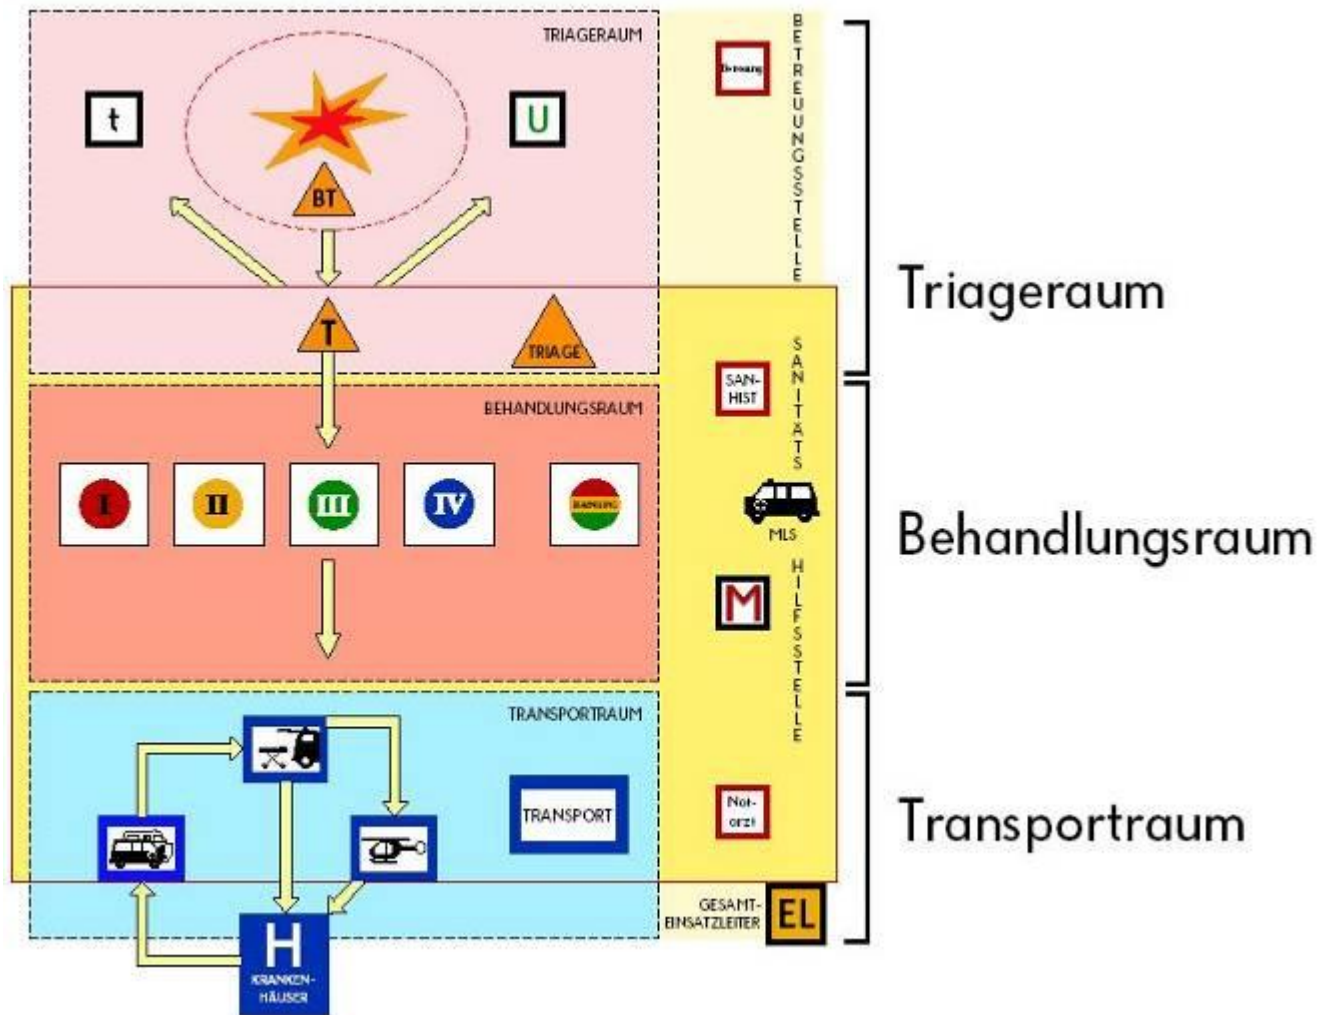 TRIAGERAUM
t
U
BT
T
TRIAGE
BETREUUNGSSTELLE
Triageraum
BEHANDLUNGSRAUM
I
II
III
IV
SAN-
HIST
SANITÄTS
MLS
M
HILFSSTELLE
Behandlungsraum
TRANSPORTRAUM
TRANSPORT
Not-
arzt
Transportraum
GESAMT-
EINSATZLEITER
EL
H
KRANKEN-
HÄUSER